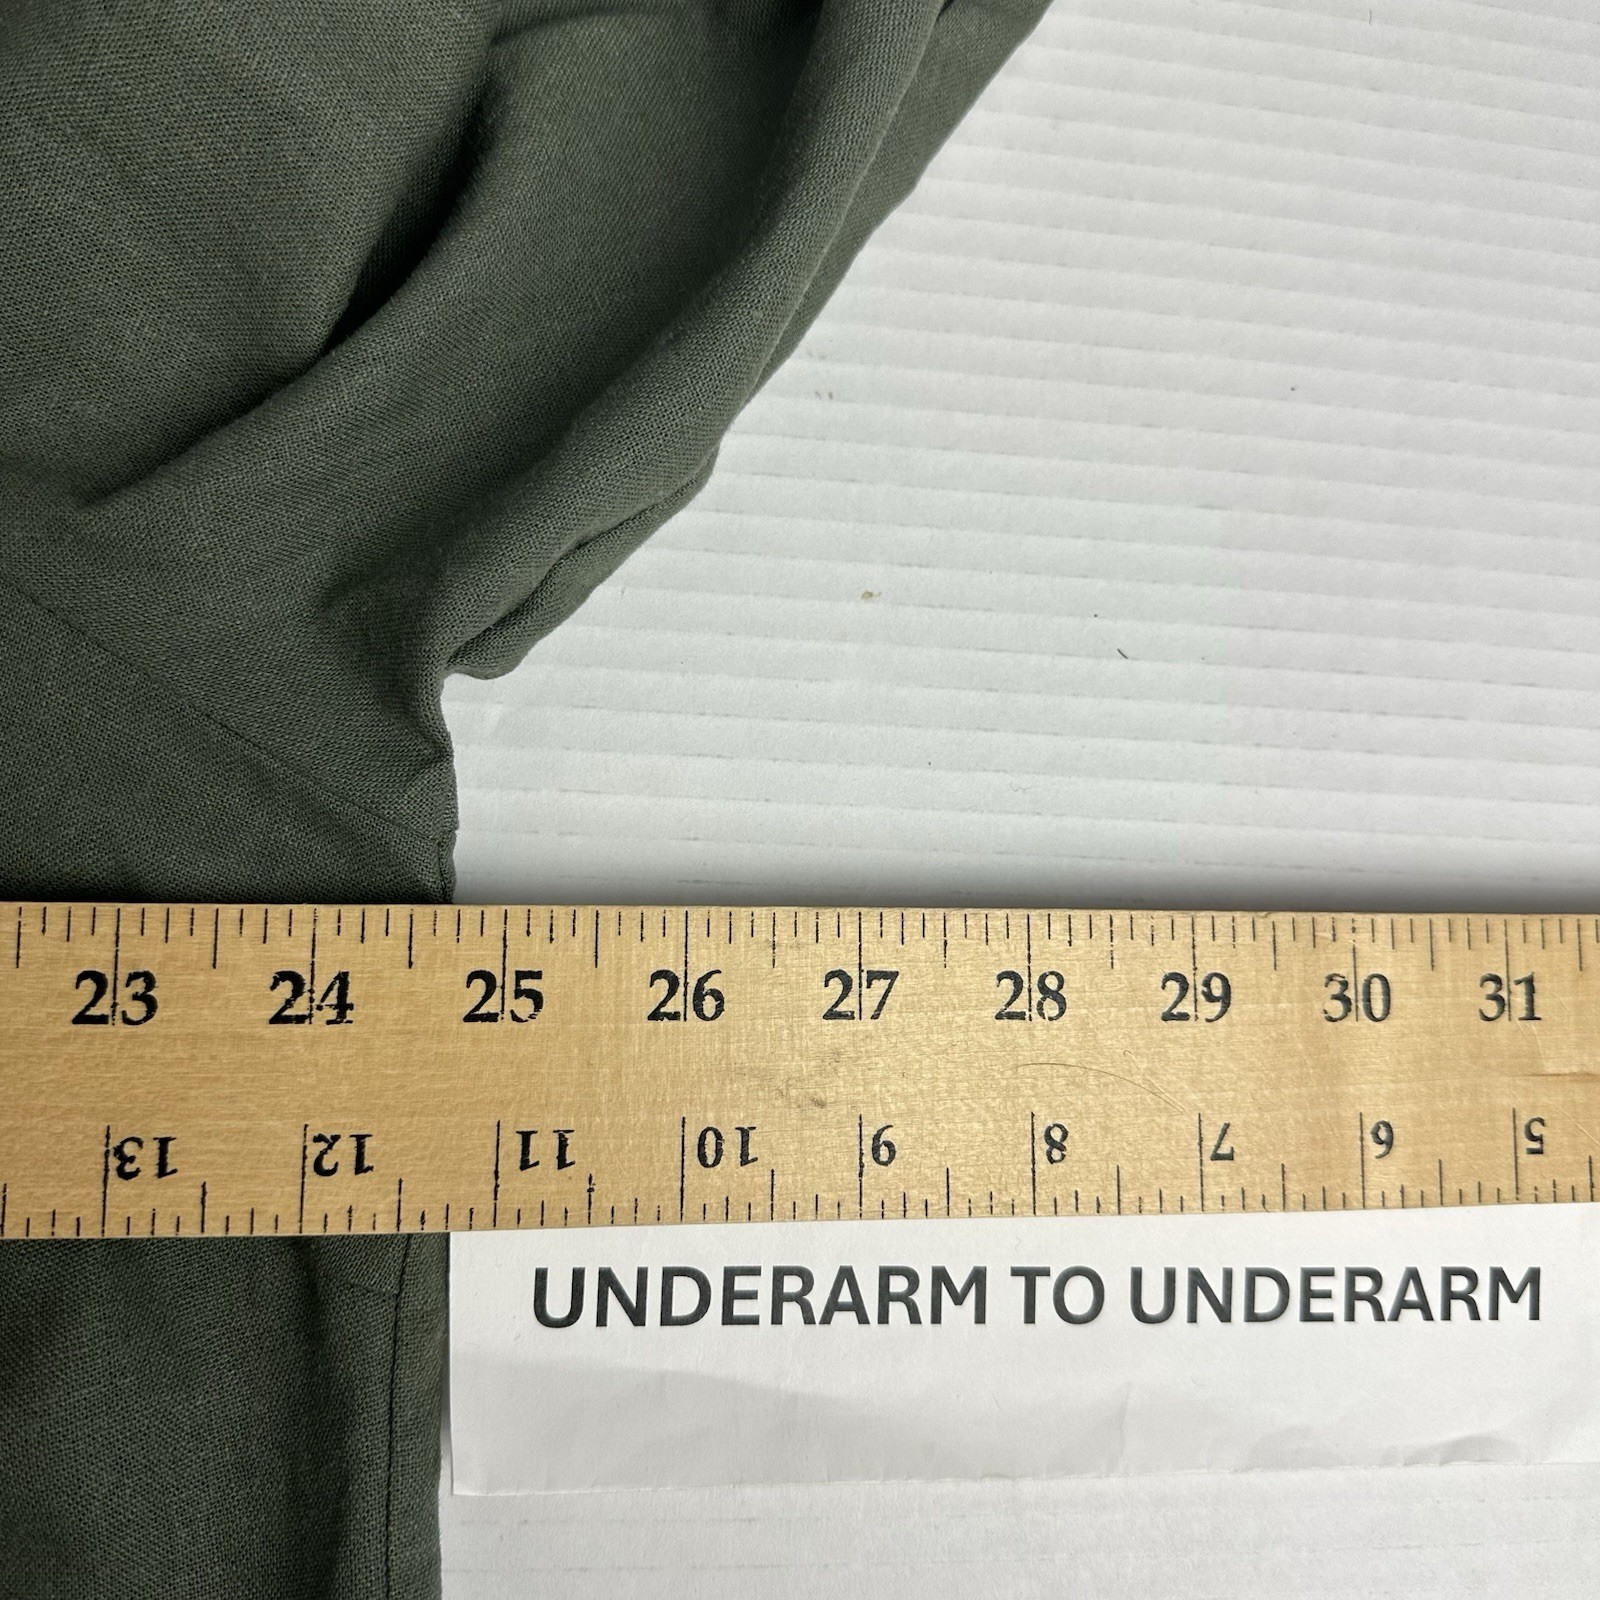 23 24 25 26 27 28 29 30 31
13 12 11 10 9 8 7 6 5
UNDERARM TO UNDERARM